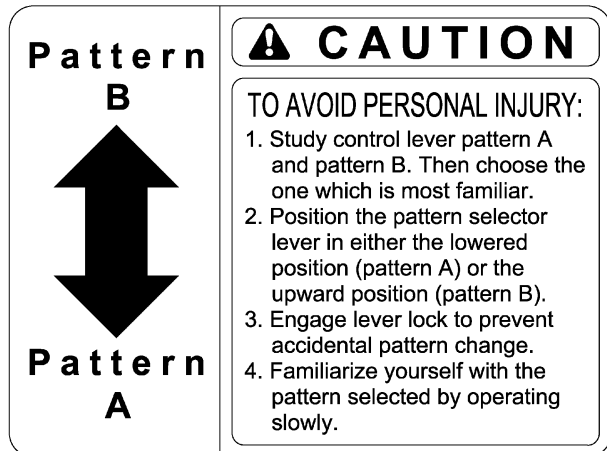 Pattern
B
Pattern
A
CAUTION
TO AVOID PERSONAL INJURY:
1. Study control lever pattern A
and pattern B. Then choose the
one which is most familiar.
2. Position the pattern selector
lever in either the lowered
position (pattern A) or the
upward position (pattern B).
3. Engage lever lock to prevent
accidental pattern change.
4. Familiarize yourself with the
pattern selected by operating
slowly.